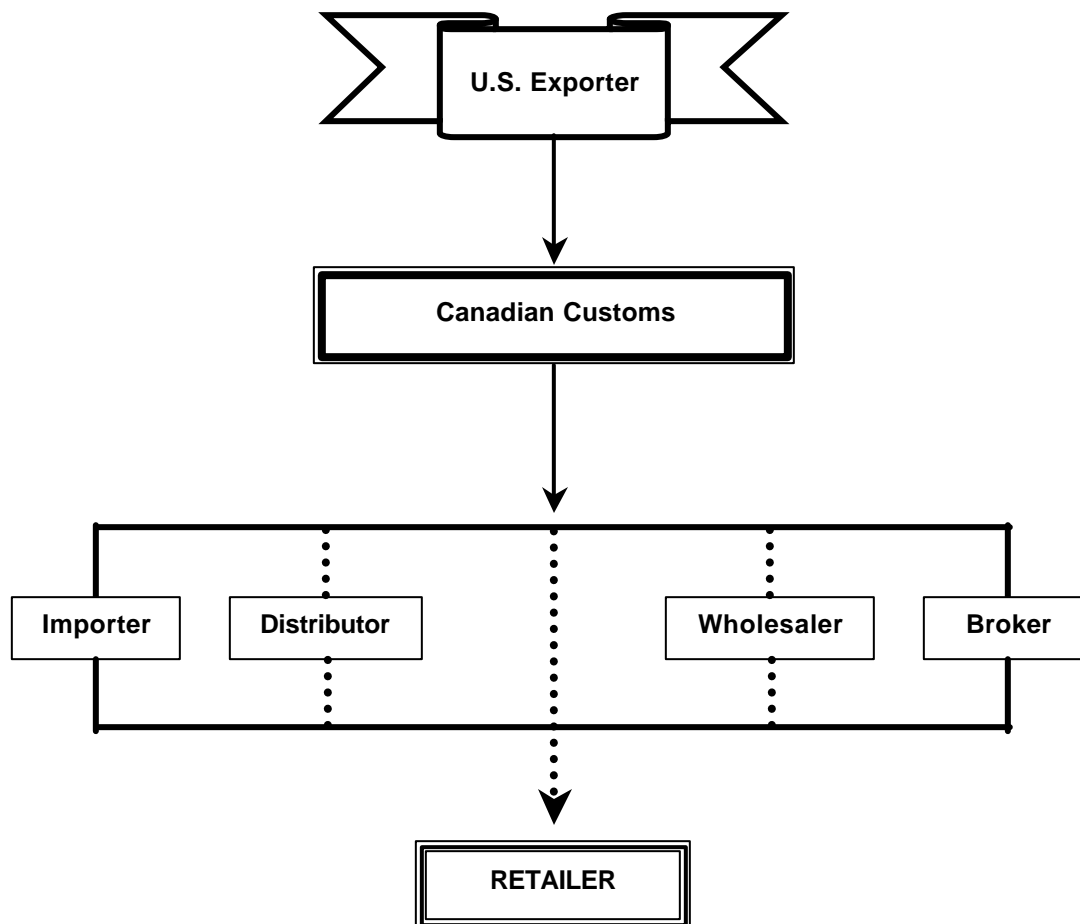 U.S. Exporter
Canadian Customs
Importer
Distributor
Wholesaler
Broker
RETAILER